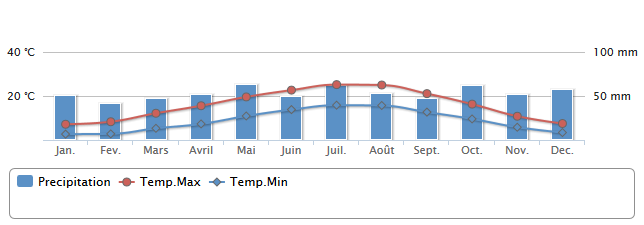 40 °C 100 mm
20 °C 50 mm
Jan. Fev. Mars Avril Mai Juin Juil. Août Sept. Oct. Nov. Dec.
Precipitation Temp.Max Temp.Min